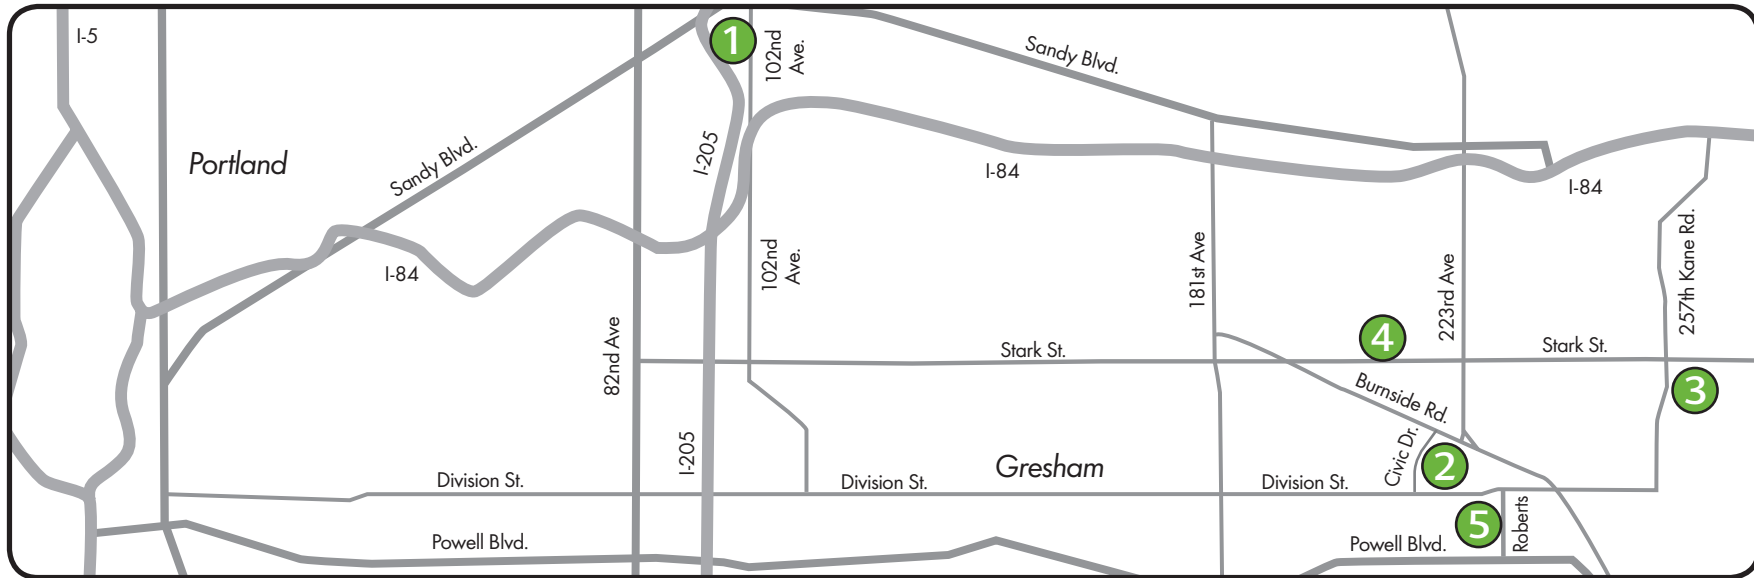 I-5
1
102nd
Ave.
Sandy Blvd.
Portland
Sandy Blvd.
I-205
I-84
I-84
I-84
102nd
Ave.
181st Ave
223rd Ave
257th Kane Rd.
82nd Ave
4
Stark St.
Stark St.
Burnside Rd.
3
I-205
Civic Dr.
2
Gresham
Division St.
Division St.
Division St.
5
Roberts
Powell Blvd.
Powell Blvd.